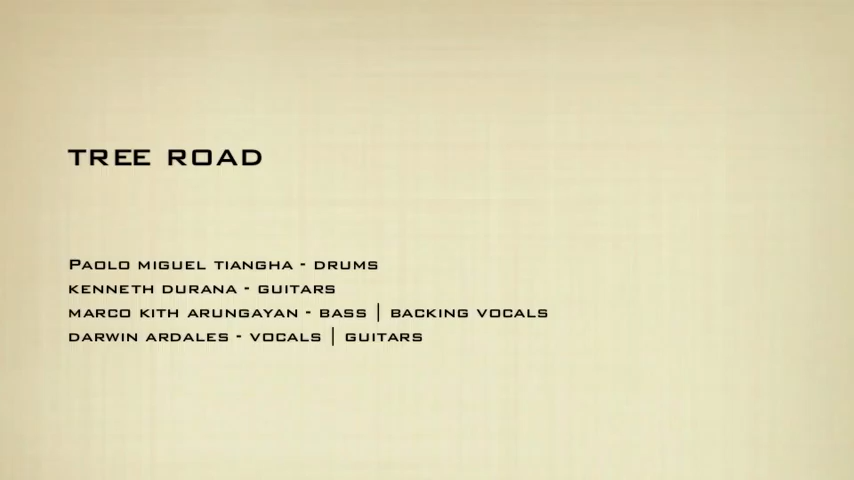 TREE ROAD
PAOLO MIGUEL TIANGHA - DRUMS
KENNETH DURANA - GUITARS
MARCO KITH ARUNGAYAN - BASS | BACKING VOCALS
DARWIN ARDALES - VOCALS | GUITARS